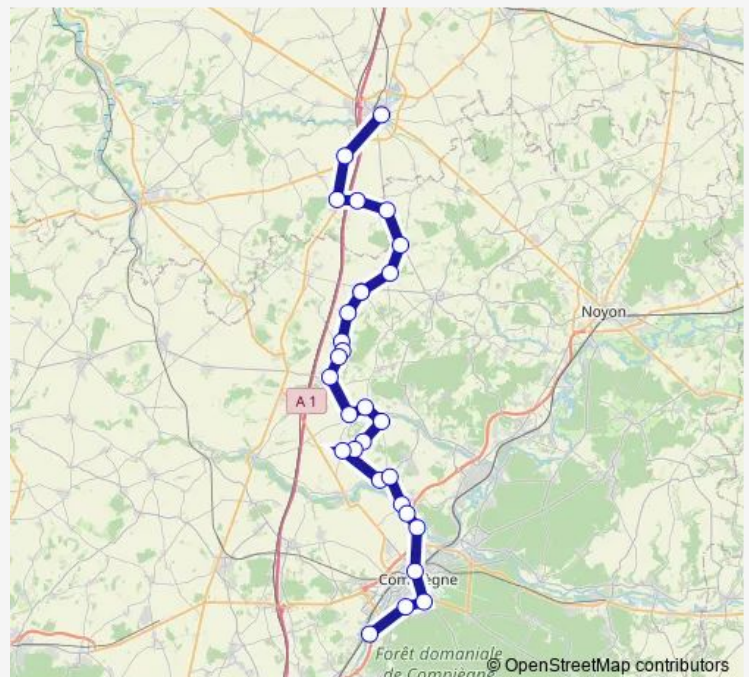 Noyon
A 1
Compiègne
Forêt domaniale
de Compiègne
© OpenStreetMap contributors